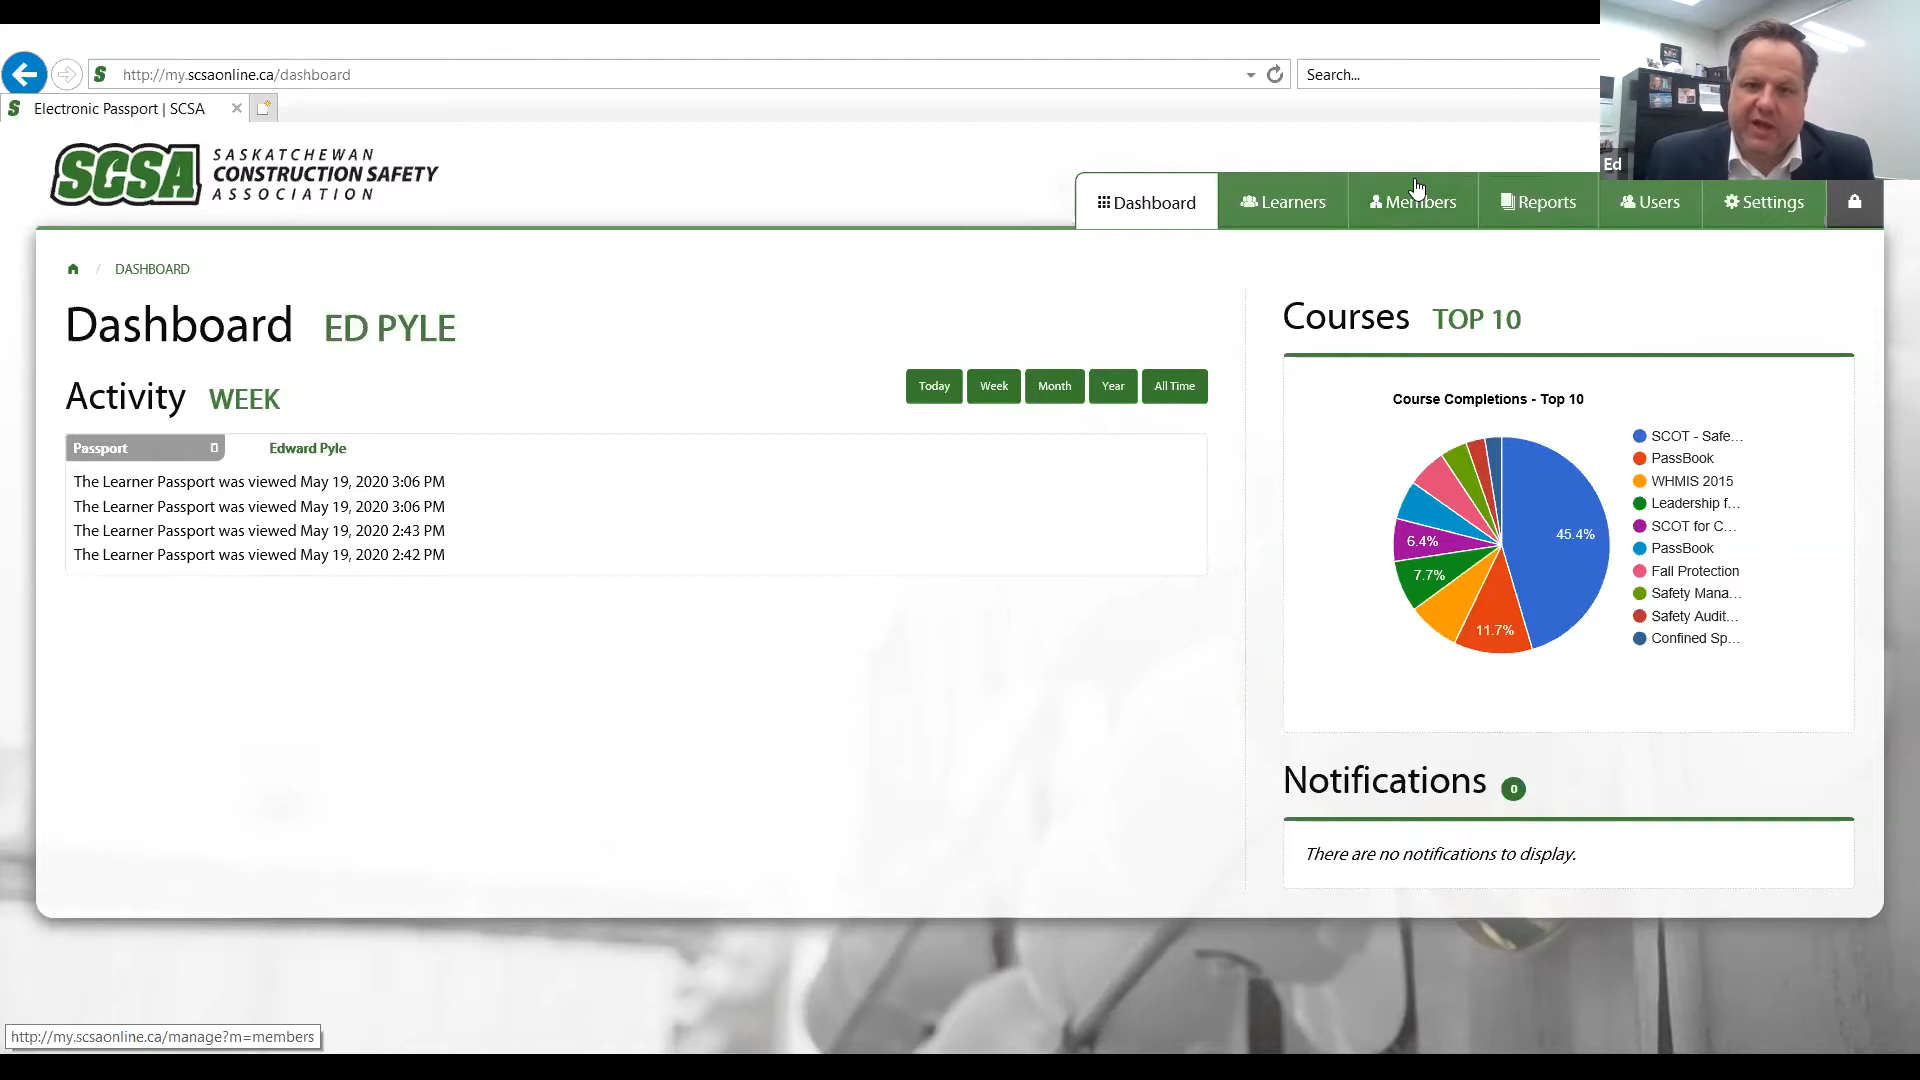 http://my.scsaonline.ca/dashboard
Search...
Electronic Passport | SCSA
SCSA
SASKATCHEWAN
CONSTRUCTION SAFETY
ASSOCIATION
Ed
Dashboard
Learners
Members
Reports
Users
Settings
/ DASHBOARD
Dashboard ED PYLE
Activity WEEK
Today
Week
Month
Year
All Time
Passport
Edward Pyle
The Learner Passport was viewed May 19, 2020 3:06 PM
The Learner Passport was viewed May 19, 2020 3:06 PM
The Learner Passport was viewed May 19, 2020 2:43 PM
The Learner Passport was viewed May 19, 2020 2:42 PM
Courses TOP 10
Course Completions - Top 10
45.4%
11.7%
7.7%
6.4%
SCOT - Safe...
PassBook
WHMIS 2015
Leadership f...
SCOT for C...
PassBook
Fall Protection
Safety Mana...
Safety Audit...
Confined Sp...
Notifications 0
There are no notifications to display.
http://my.scsaonline.ca/manage?m=members